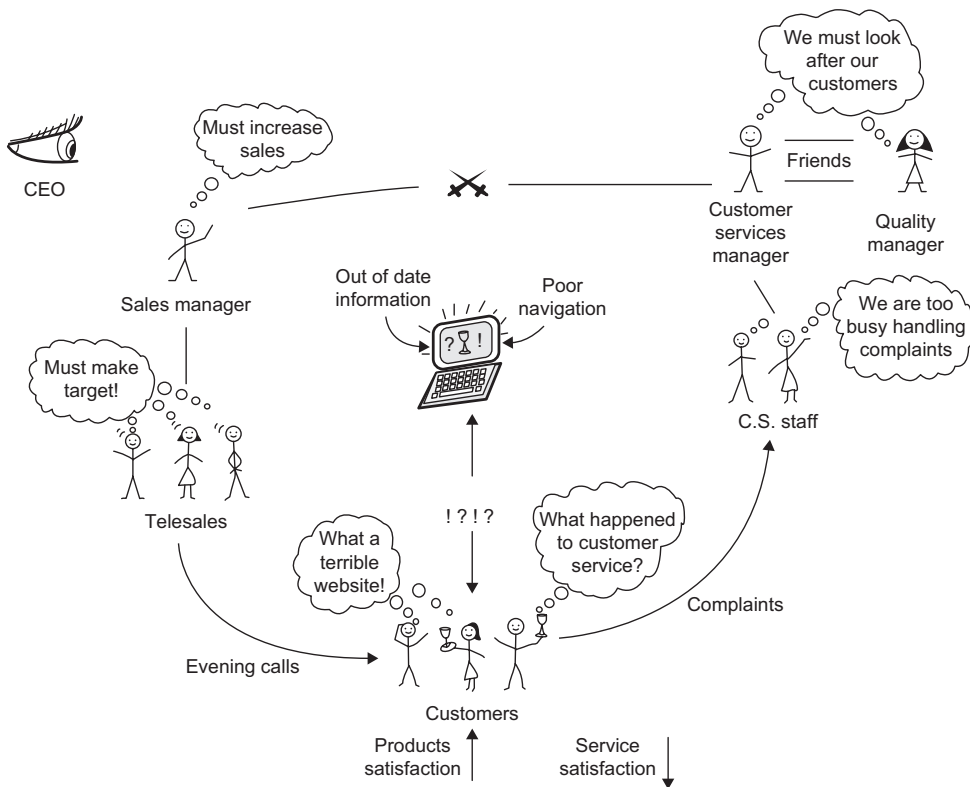 We must look
after our
customers
Must increase
sales
CEO
Friends
Customer
services
manager
Quality
manager
Sales manager
Out of date
information
Poor
navigation
? !
We are too
busy handling
complaints
Must make
target!
C.S. staff
Telesales
! ? ! ?
What a
terrible
website!
What happened
to customer
service?
Complaints
Evening calls
Customers
Products
satisfaction
Service
satisfaction